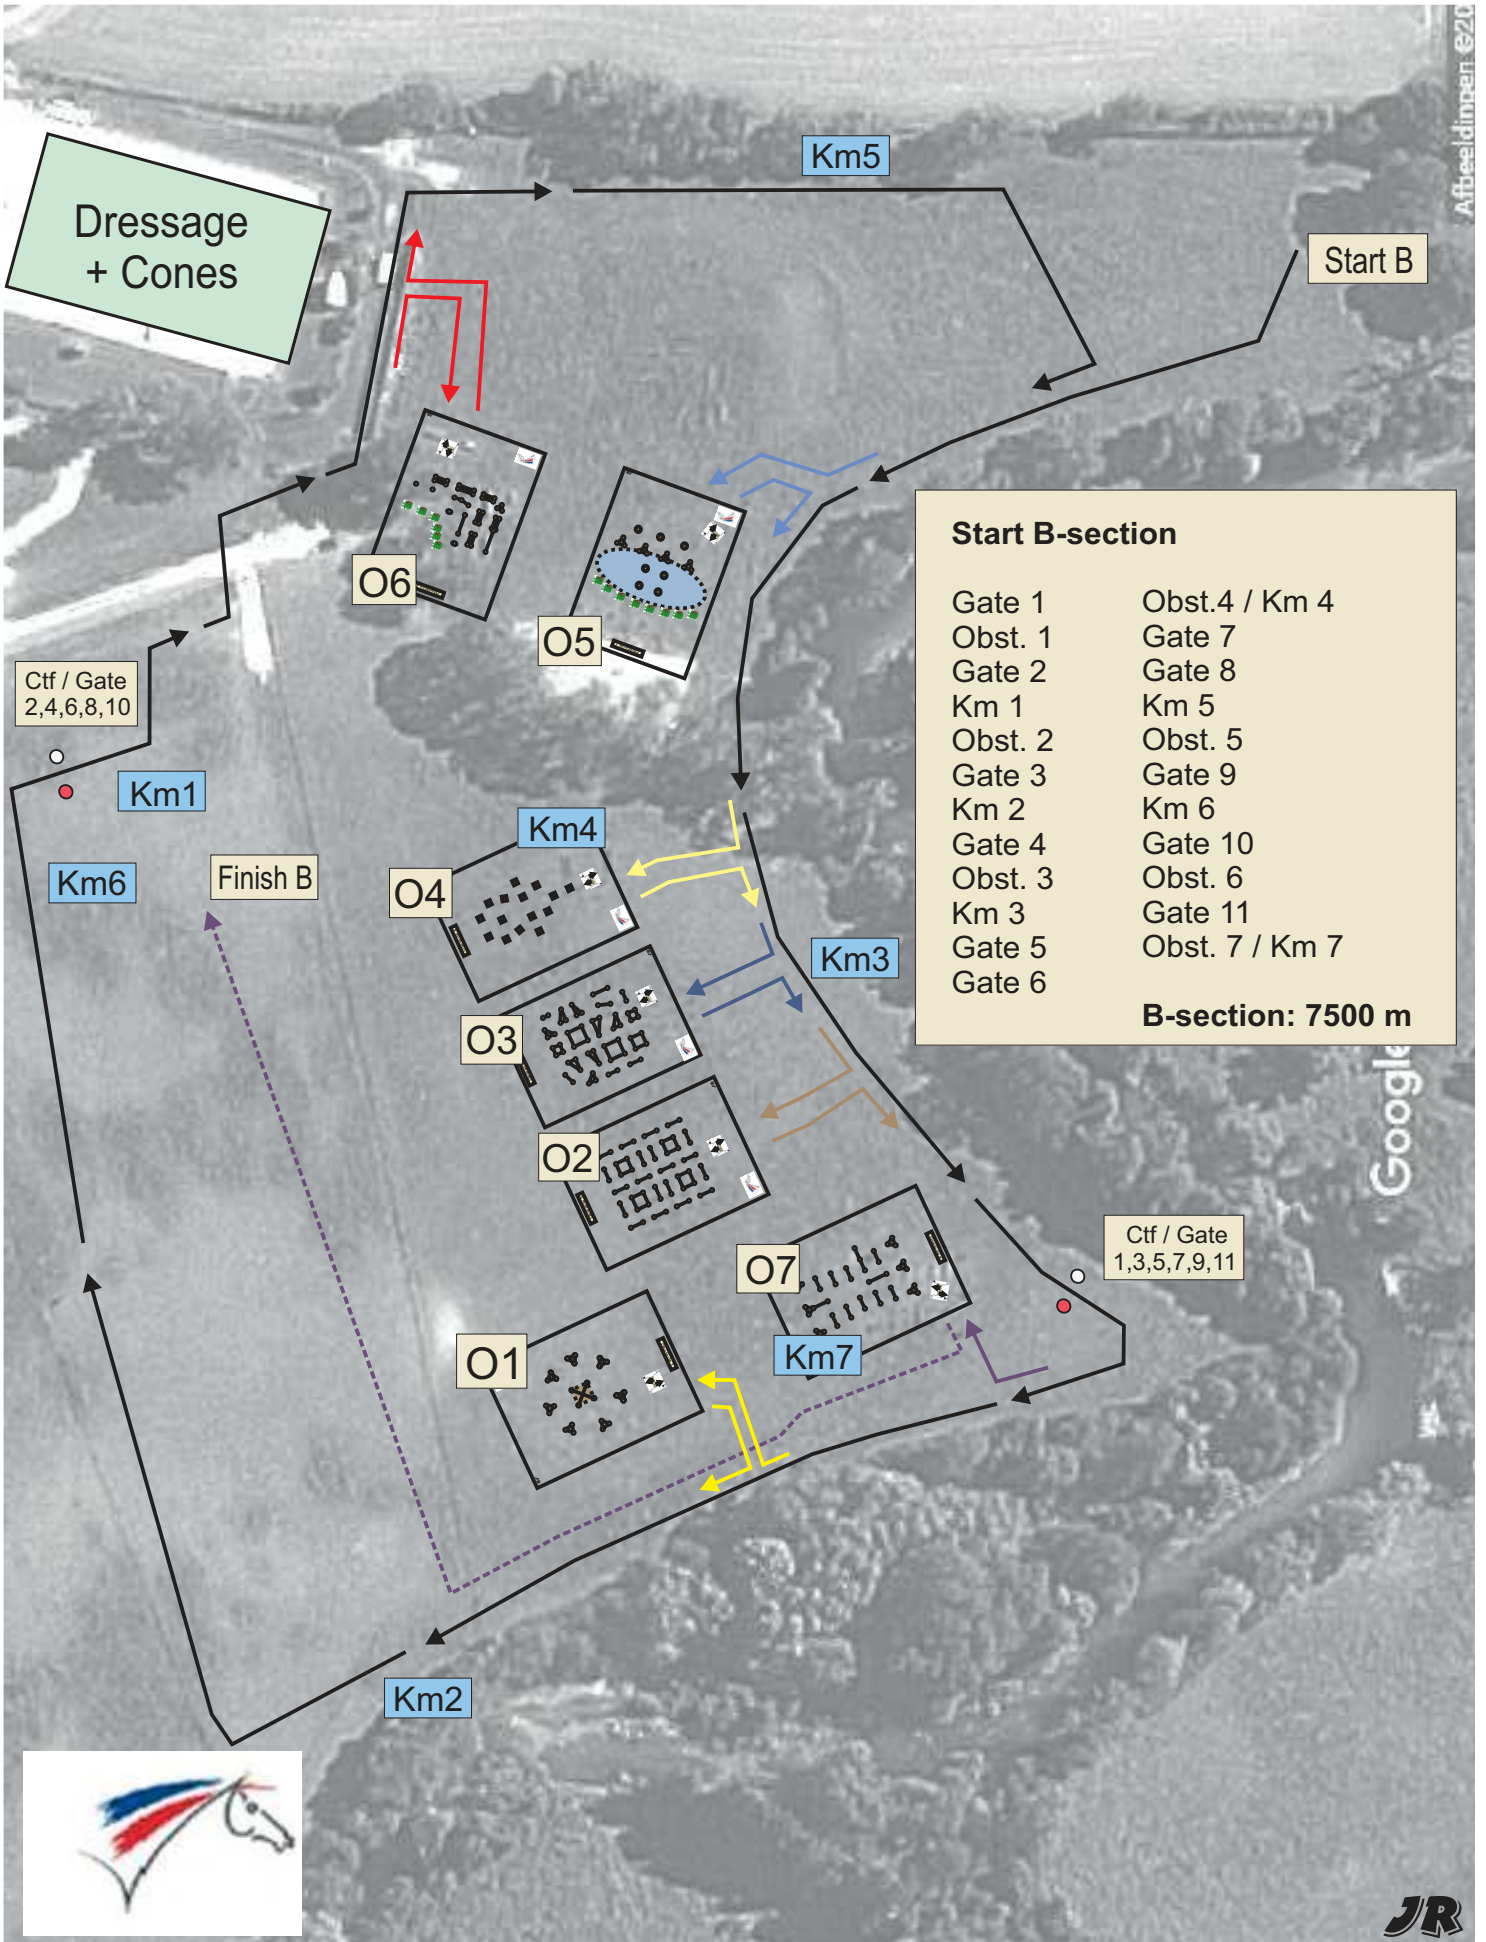 Afbeeldingen ©20
Km5
Dressage
+ Cones
Start B
Start B-section
Gate 1
Obst. 1
Gate 2
Km 1
Obst. 2
Gate 3
Km 2
Gate 4
Obst. 3
Km 3
Gate 5
Gate 6
Obst.4 / Km 4
Gate 7
Gate 8
Km 5
Obst. 5
Gate 9
Km 6
Gate 10
Obst. 6
Gate 11
Obst. 7 / Km 7
B-section: 7500 m
O6
O5
Ctf / Gate
2,4,6,8,10
Km1
Km4
Km6
Finish B
O4
Km3
O3
Google
O2
Ctf / Gate
1,3,5,7,9,11
O7
O1
Km7
Km2
JR